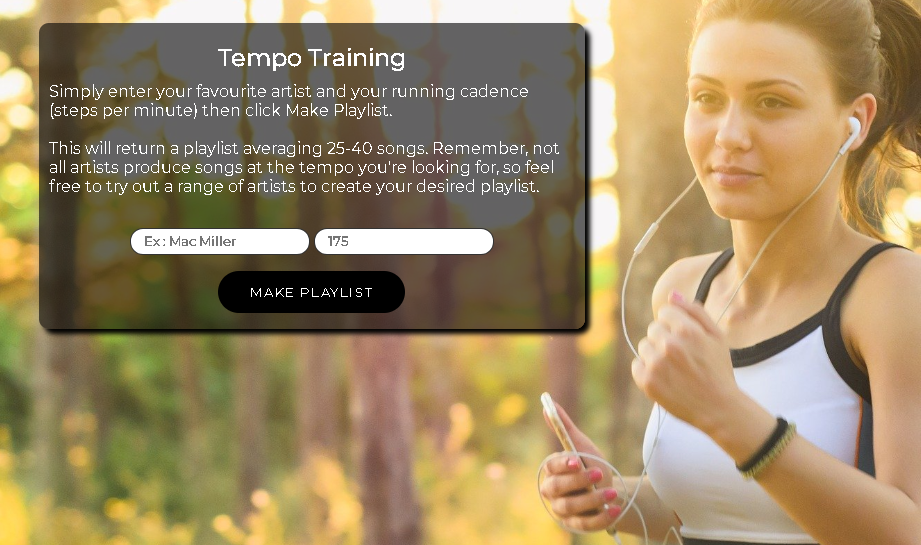 Tempo Training
Simply enter your favourite artist and your running cadence
(steps per minute) then click Make Playlist.
This will return a playlist averaging 25-40 songs. Remember, not
all artists produce songs at the tempo you're looking for, so feel
free to try out a range of artists to create your desired playlist.
Ex : Mac Miller 175
MAKE PLAYLIST